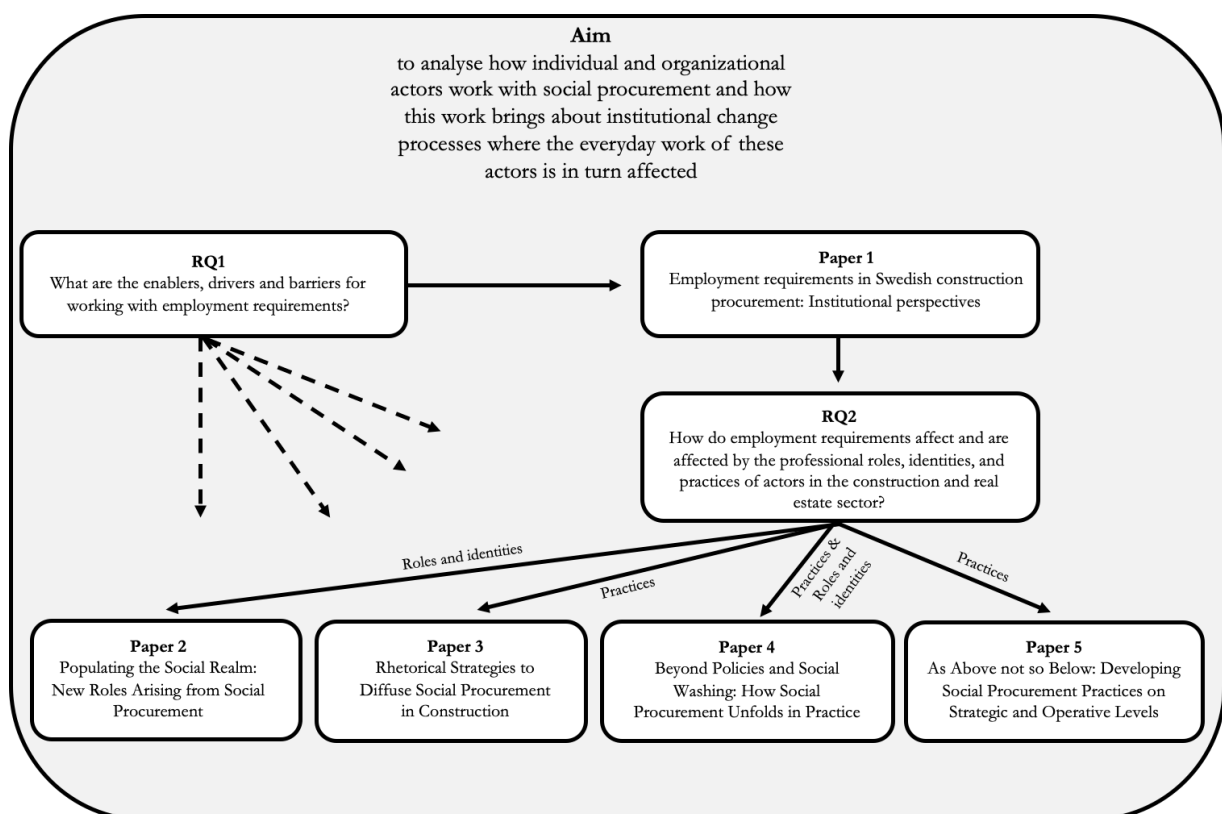 Aim
to analyse how individual and organizational
actors work with social procurement and how
this work brings about institutional change
processes where the everyday work of these
actors is in turn affected
RQ1
What are the enablers, drivers and barriers for
working with employment requirements?
Paper 1
Employment requirements in Swedish construction
procurement: Institutional perspectives
RQ2
How do employment requirements affect and are
affected by the professional roles, identities, and
practices of actors in the construction and real
estate sector?
Roles and identities
Practices
Practices &
Roles and
identities
Practices
Paper 2
Populating the Social Realm:
New Roles Arising from Social
Procurement
Paper 3
Rhetorical Strategies to
Diffuse Social Procurement
in Construction
Paper 4
Beyond Policies and Social
Washing: How Social
Procurement Unfolds in Practice
Paper 5
As Above not so Below: Developing
Social Procurement Practices on
Strategic and Operative Levels